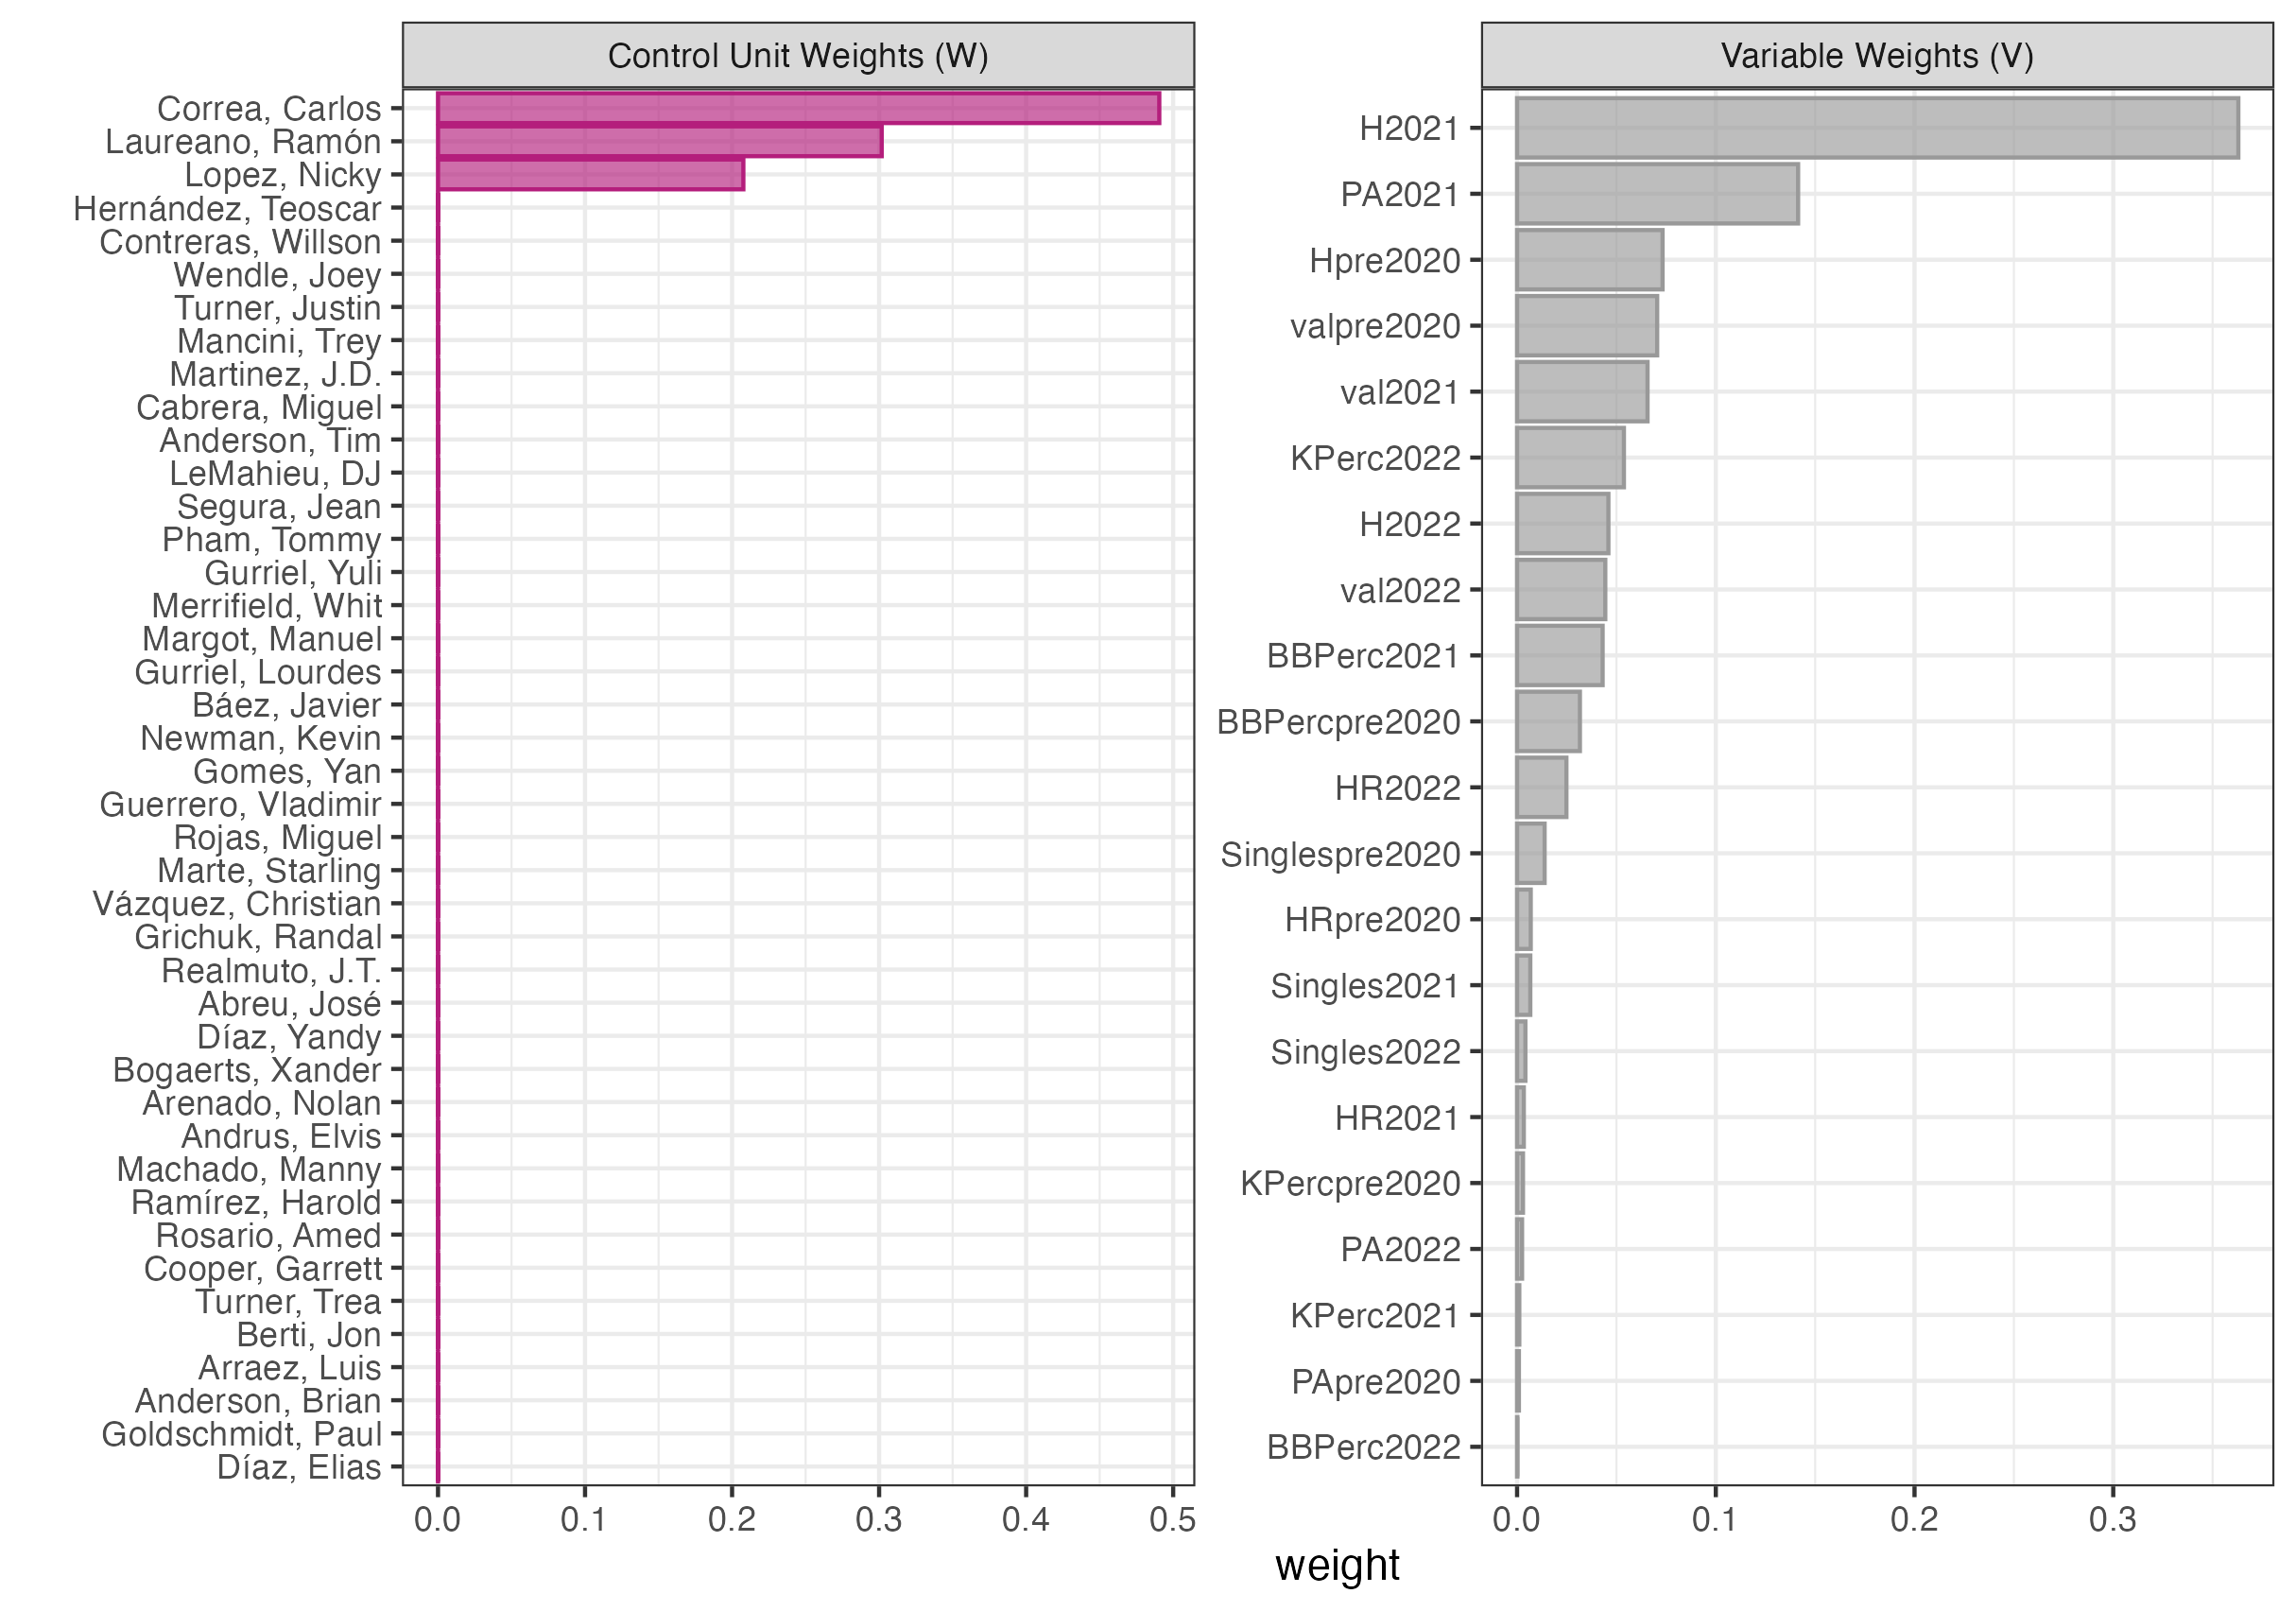 Control Unit Weights (W)
Correa, Carlos
Laureano, Ramón
Lopez, Nicky
Hernández, Teoscar
Contreras, Willson
Wendle, Joey
Turner, Justin
Mancini, Trey
Martinez, J.D.
Cabrera, Miguel
Anderson, Tim
LeMahieu, DJ
Segura, Jean
Pham, Tommy
Gurriel, Yuli
Merrifield, Whit
Margot, Manuel
Gurriel, Lourdes
Báez, Javier
Newman, Kevin
Gomes, Yan
Guerrero, Vladimir
Rojas, Miguel
Marte, Starling
Vázquez, Christian
Grichuk, Randal
Realmuto, J.T.
Abreu, José
Díaz, Yandy
Bogaerts, Xander
Arenado, Nolan
Andrus, Elvis
Machado, Manny
Ramírez, Harold
Rosario, Amed
Cooper, Garrett
Turner, Trea
Berti, Jon
Arraez, Luis
Anderson, Brian
Goldschmidt, Paul
Díaz, Elias
0.0 0.1 0.2 0.3 0.4 0.5
Variable Weights (V)
H2021
PA2021
Hpre2020
valpre2020
val2021
KPerc2022
H2022
val2022
BBPerc2021
BBPercpre2020
HR2022
Singlespre2020
HRpre2020
Singles2021
Singles2022
HR2021
KPercpre2020
PA2022
KPerc2021
PApre2020
BBPerc2022
0.0 0.1 0.2 0.3
weight